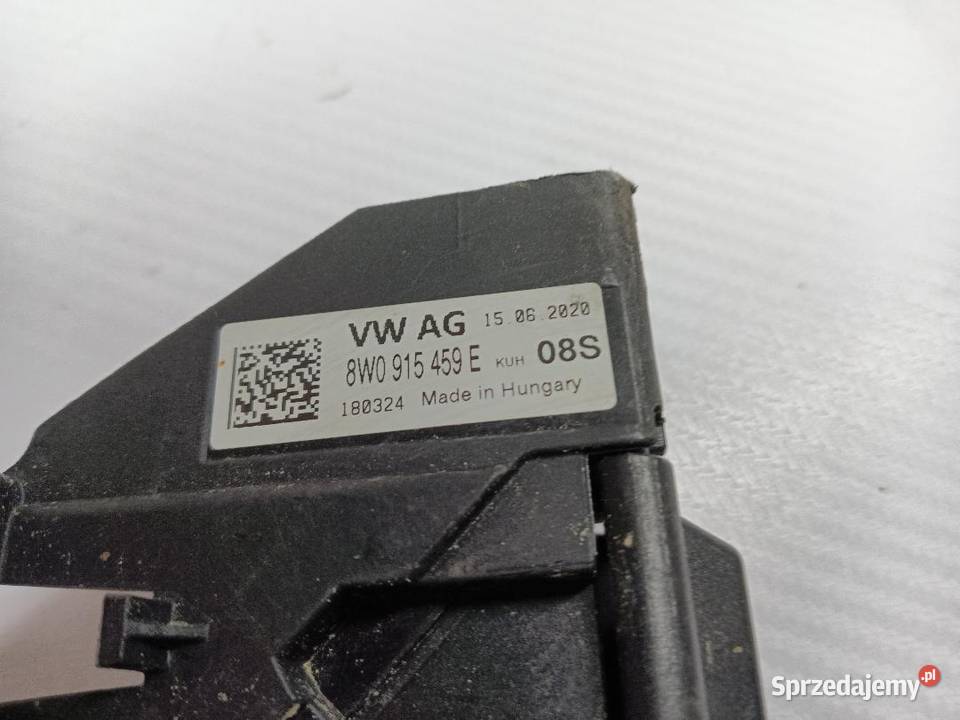 VW AG 15.06.2020
8W0 915 459 E KUH 08S
180324 Made in Hungary
Sprzedajemy.pl